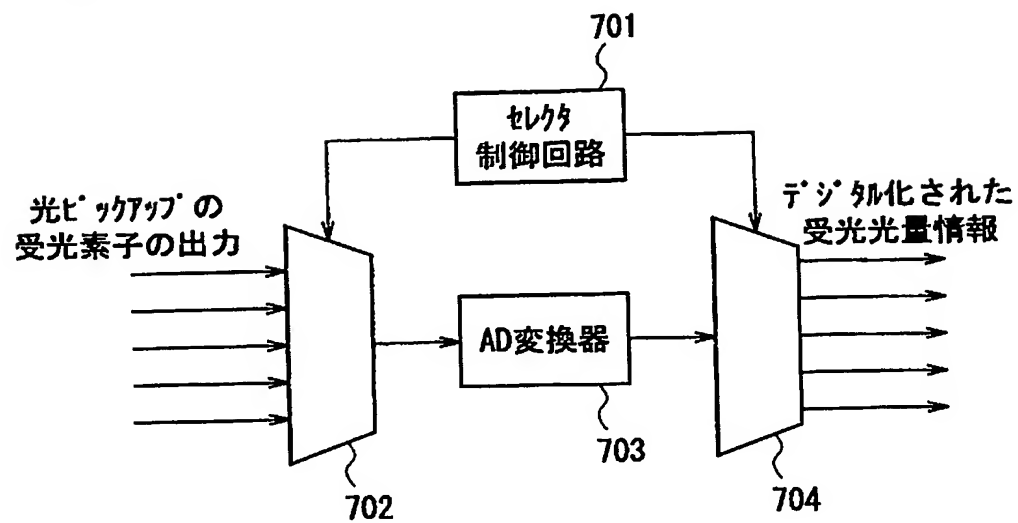 701
ｾﾚｸﾀ
制御回路
光ﾋﾟｯｸｱｯﾌﾟの
受光素子の出力
ﾃﾞｼﾞﾀﾙ化された
受光光量情報
AD変換器
703
702
704